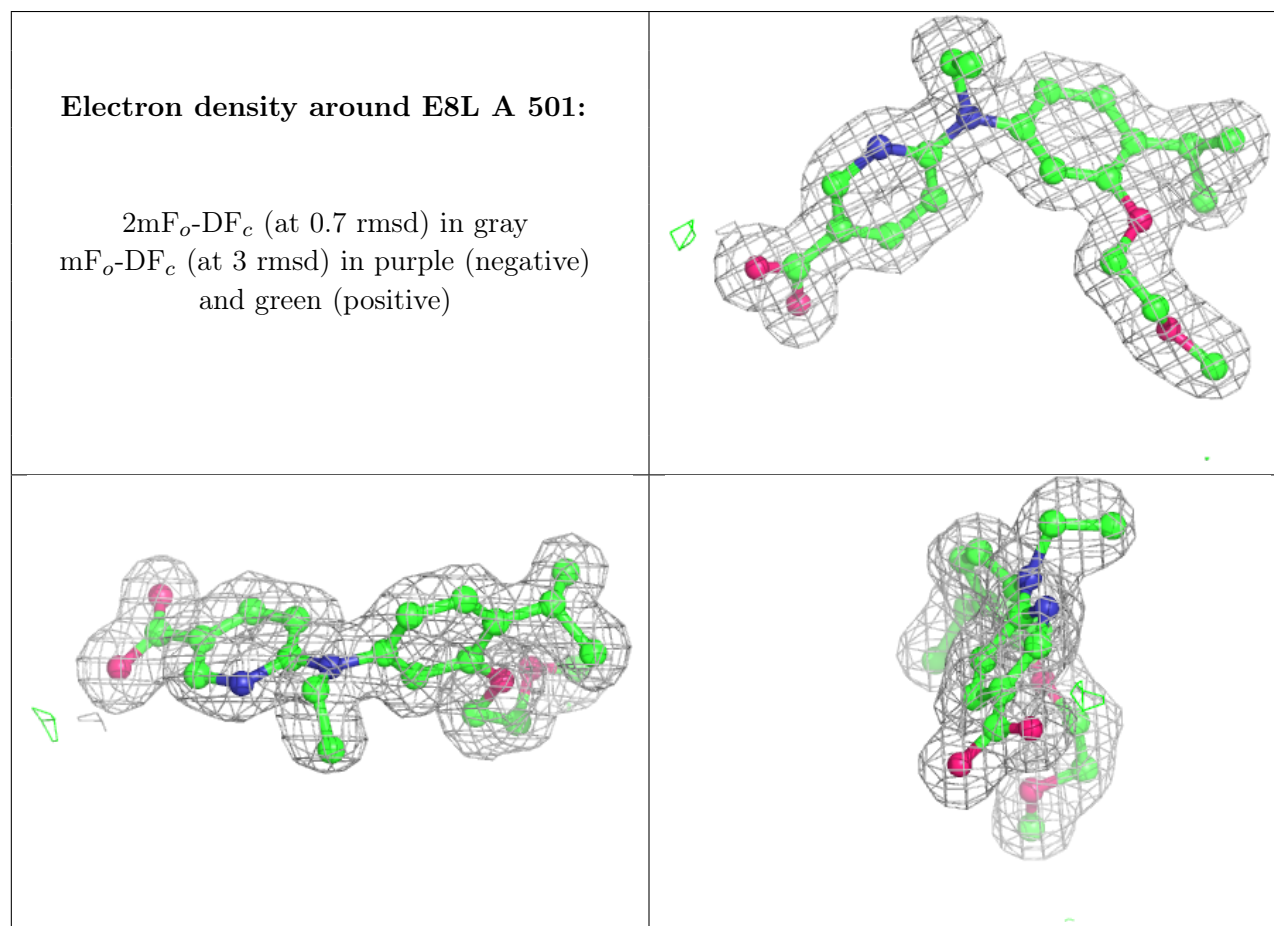 Electron density around E8L A 501:
2mFo-DFc (at 0.7 rmsd) in gray
mFo-DFc (at 3 rmsd) in purple (negative)
and green (positive)